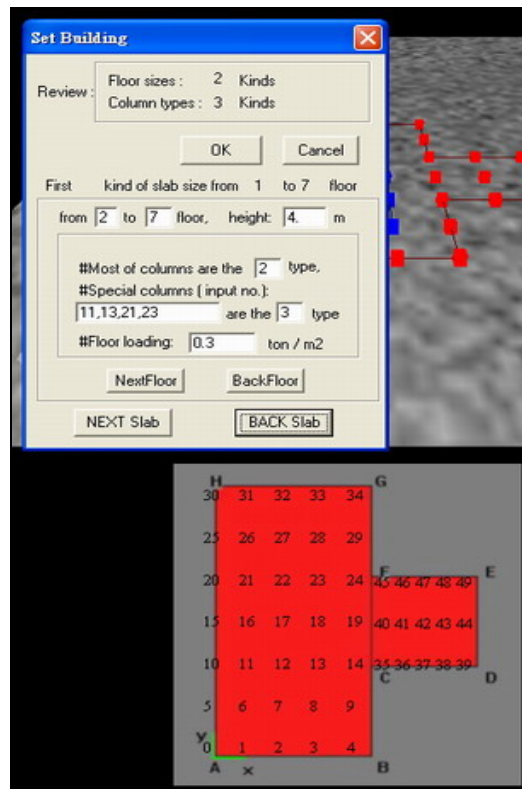 Set Building
Review :
Floor sizes : 2 Kinds
Column types : 3 Kinds
OK Cancel
First kind of slab size from 1 to 7 floor
from 2 to 7 floor, height: 4. m
#Most of columns are the 2 type,
#Special columns ( input no.):
11,13,21,23 are the 3 type
#Floor loading: 0.3 ton / m2
NextFloor BackFloor
NEXT Slab BACK Slab
H G
30 31 32 33 34
25 26 27 28 29
F E
20 21 22 23 24 45 46 47 48 49
15 16 17 18 19 40 41 42 43 44
10 11 12 13 14 35 36 37 38 39
C D
5 6 7 8 9
y
0 1 2 3 4
A x B